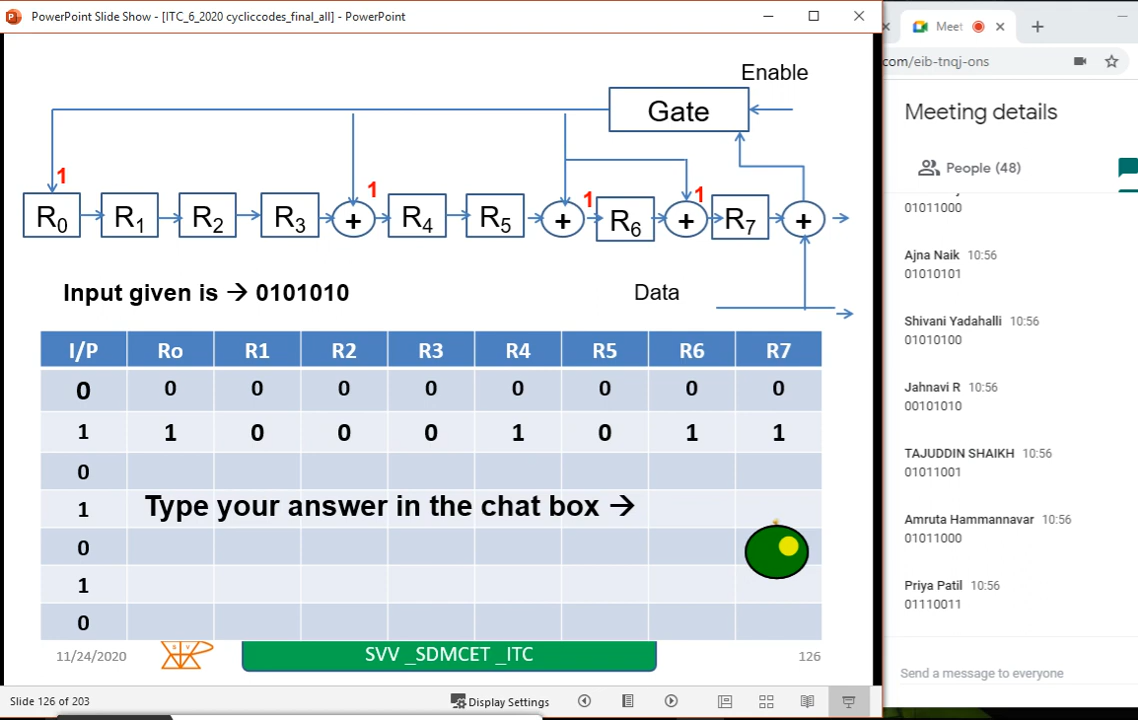 PowerPoint Slide Show - [ITC_6_2020 cycliccodes_final_all] - PowerPoint
Meet
com/eib-tnqj-ons
Enable
Gate
1
R0 R1 R2 R3 + 1 R4 R5 + 1 R6 + 1 R7 +
Input given is → 0101010
Data
I/P Ro R1 R2 R3 R4 R5 R6 R7
0 0 0 0 0 0 0 0 0
1 1 0 0 0 1 0 1 1
0
1
Type your answer in the chat box →
0
1
0
11/24/2020
SVV _SDMCET _ITC
126
Slide 126 of 203
Display Settings
Meeting details
People (48)
01011000
Ajna Naik 10:56
01010101
Shivani Yadahalli 10:56
01010100
Jahnavi R 10:56
00101010
TAJUDDIN SHAIKH 10:56
01011001
Amruta Hammannavar 10:56
01011000
Priya Patil 10:56
01110011
Send a message to everyone